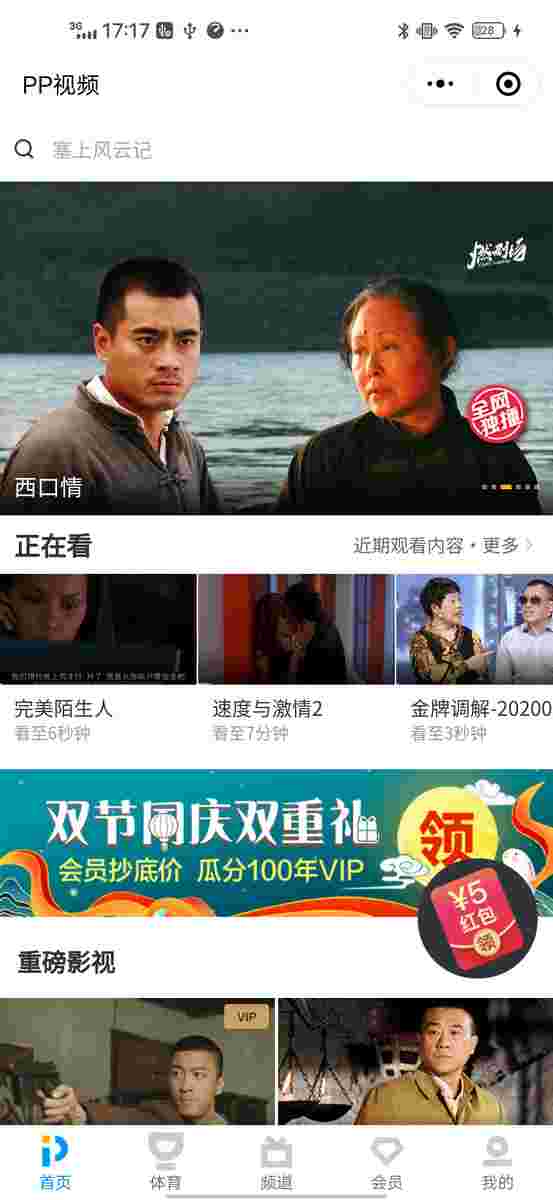 3G 17:17 28
PP视频
塞上风云记
燃剧场
全网
独播
西口情
正在看
近期观看内容·更多
完美陌生人
速度与激情2
金牌调解-20200
看至6秒钟
看至7分钟
看至3秒钟
双节同庆双重礼
领
会员抄底价 瓜分100年VIP
¥5
红包
领
重磅影视
VIP
首页
体育
频道
会员
我的